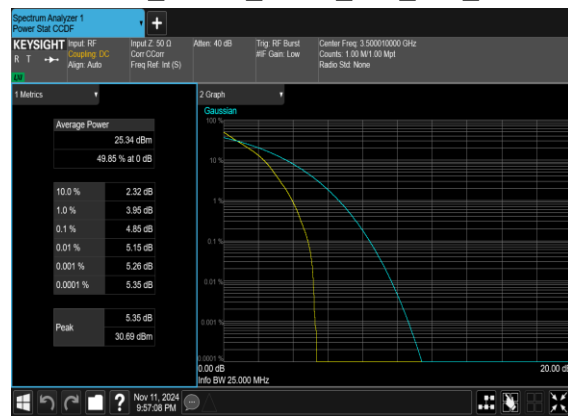 Spectrum Analyzer 1
Power Stat CCDF
KEYSIGHT
R T
Input: RF
Coupling: DC
Align: Auto
Input Z: 50 Ω
Corr CCorr
Freq Ref: Int (S)
Atten: 40 dB
Trig: RF Burst
#IF Gain: Low
Center Freq: 3.500010000 GHz
Counts: 1.00 M/1.00 Mpt
Radio Std: None
1 Metrics
Average Power
25.34 dBm
49.85 % at 0 dB
10.0 % 2.32 dB
1.0 % 3.95 dB
0.1 % 4.85 dB
0.01 % 5.15 dB
0.001 % 5.26 dB
0.0001 % 5.35 dB
Peak
5.35 dB
30.69 dBm
2 Graph
Gaussian
100 %
10 %
1 %
0.1 %
0.01 %
0.001 %
0.0001 %
0.00 dB 20.00 dB
Info BW 25.000 MHz
Nov 11, 2024
9:57:08 PM